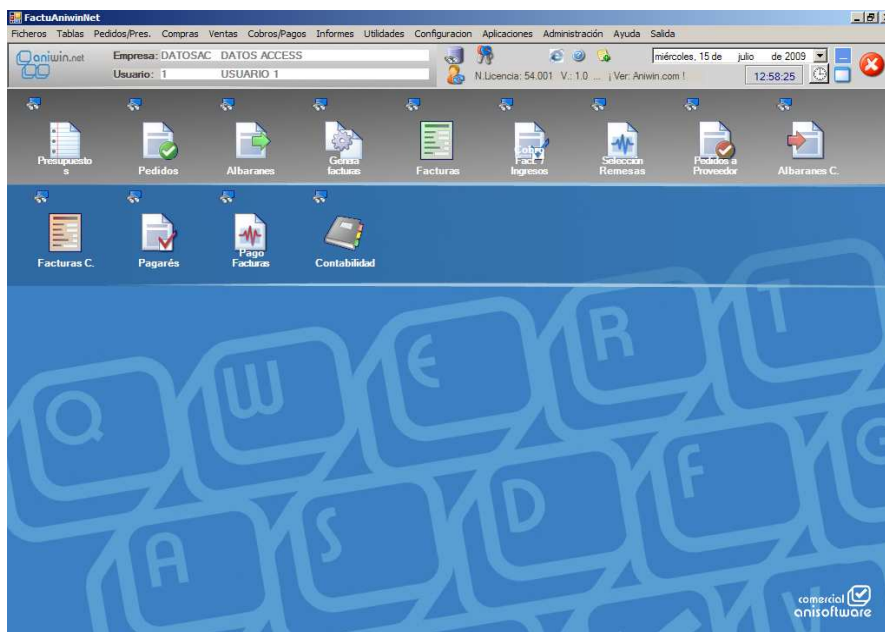 FactuAniwinNet
Ficheros Tablas Pedidos/Pres. Compras Ventas Cobros/Pagos Informes Utilidades Configuracion Aplicaciones Administración Ayuda Salida
aniwin.net Empresa: DATOSAC DATOS ACCESS miércoles, 15 de julio de 2009
Usuario: 1 USUARIO 1 N.Licencia: 54.001 V.: 1.0 ... ¡ Ver: Aniwin.com ! 12:58:25
Presupuesto
s
Pedidos
Albaranes
Genera
facturas
Facturas
Cobro
Fact. /
Ingresos
Selección
Remesas
Pedidos a
Proveedor
Albaranes C.
Facturas C.
Pagarés
Pago
Facturas
Contabilidad
Q W E R T
A S D F G
V
comercial
anisoftware